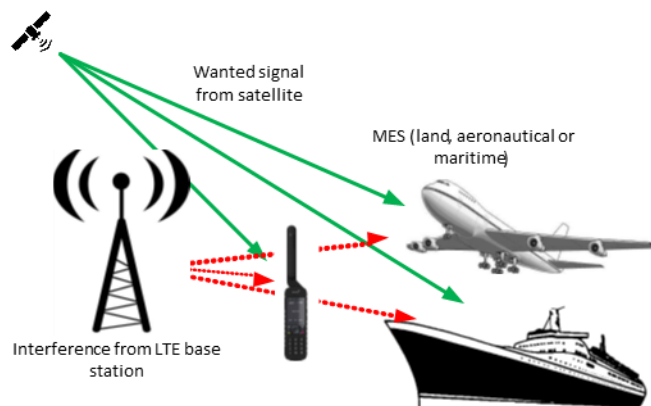 Wanted signal
from satellite
MES (land, aeronautical or
maritime)
Interference from LTE base
station